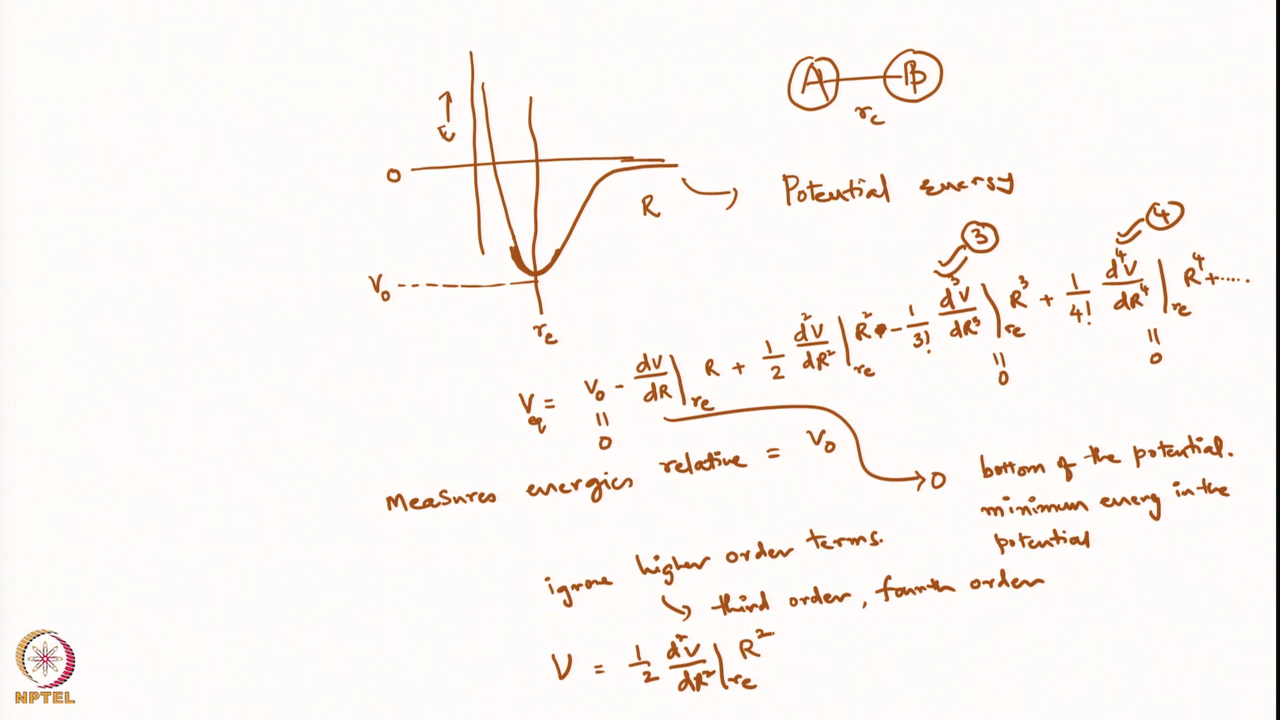 A B
r_e
0
R
Potential energy
3 4
V_0
r_e
V_eq = V_0 - dV/dR|_re R + 1/2 d²V/dR²|_re R² - 1/3! d³V/dR³|_re R³ + 1/4! d⁴V/dR⁴|_re R⁴ + .....
|| 0 || 0 || 0
Measures energies relative = V_0
0 bottom of the potential.
minimum energy in the
potential
ignore higher order terms.
third order, fourth order
V = 1/2 d²V/dR²|_re R²
NPTEL